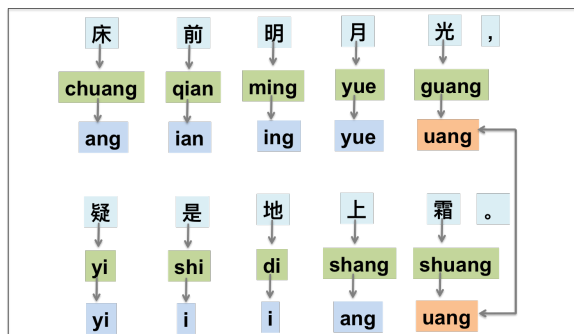 床 前 明 月 光 ,
chuang qian ming yue guang
ang ian ing yue uang
疑 是 地 上 霜 。
yi shi di shang shuang
yi i i ang uang